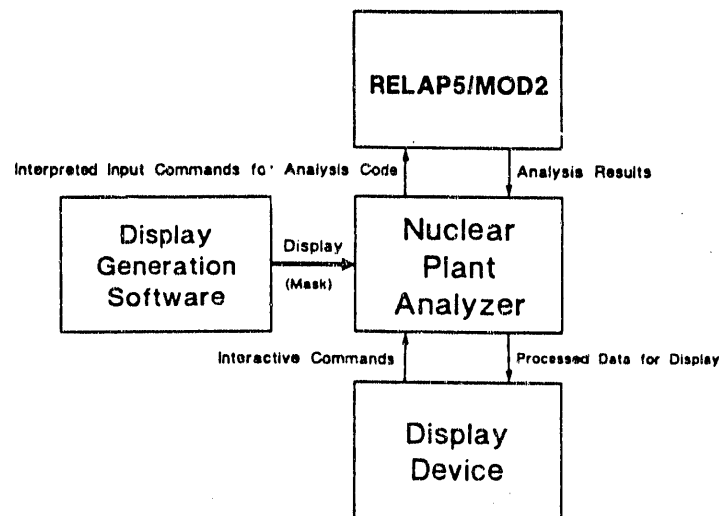 RELAP5/MOD2
Interpreted Input Commands for Analysis Code
Analysis Results
Display
Generation
Software
Display
(Mask)
Nuclear
Plant
Analyzer
Interactive Commands
Processed Data for Display
Display
Device